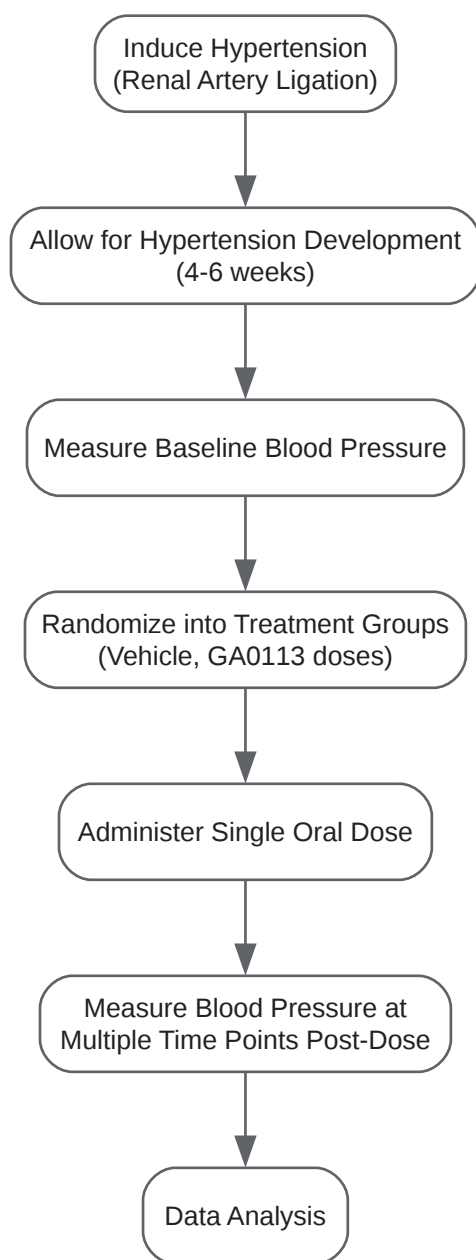 Induce Hypertension
(Renal Artery Ligation)
Allow for Hypertension Development
(4-6 weeks)
Measure Baseline Blood Pressure
Randomize into Treatment Groups
(Vehicle, GA0113 doses)
Administer Single Oral Dose
Measure Blood Pressure at
Multiple Time Points Post-Dose
Data Analysis